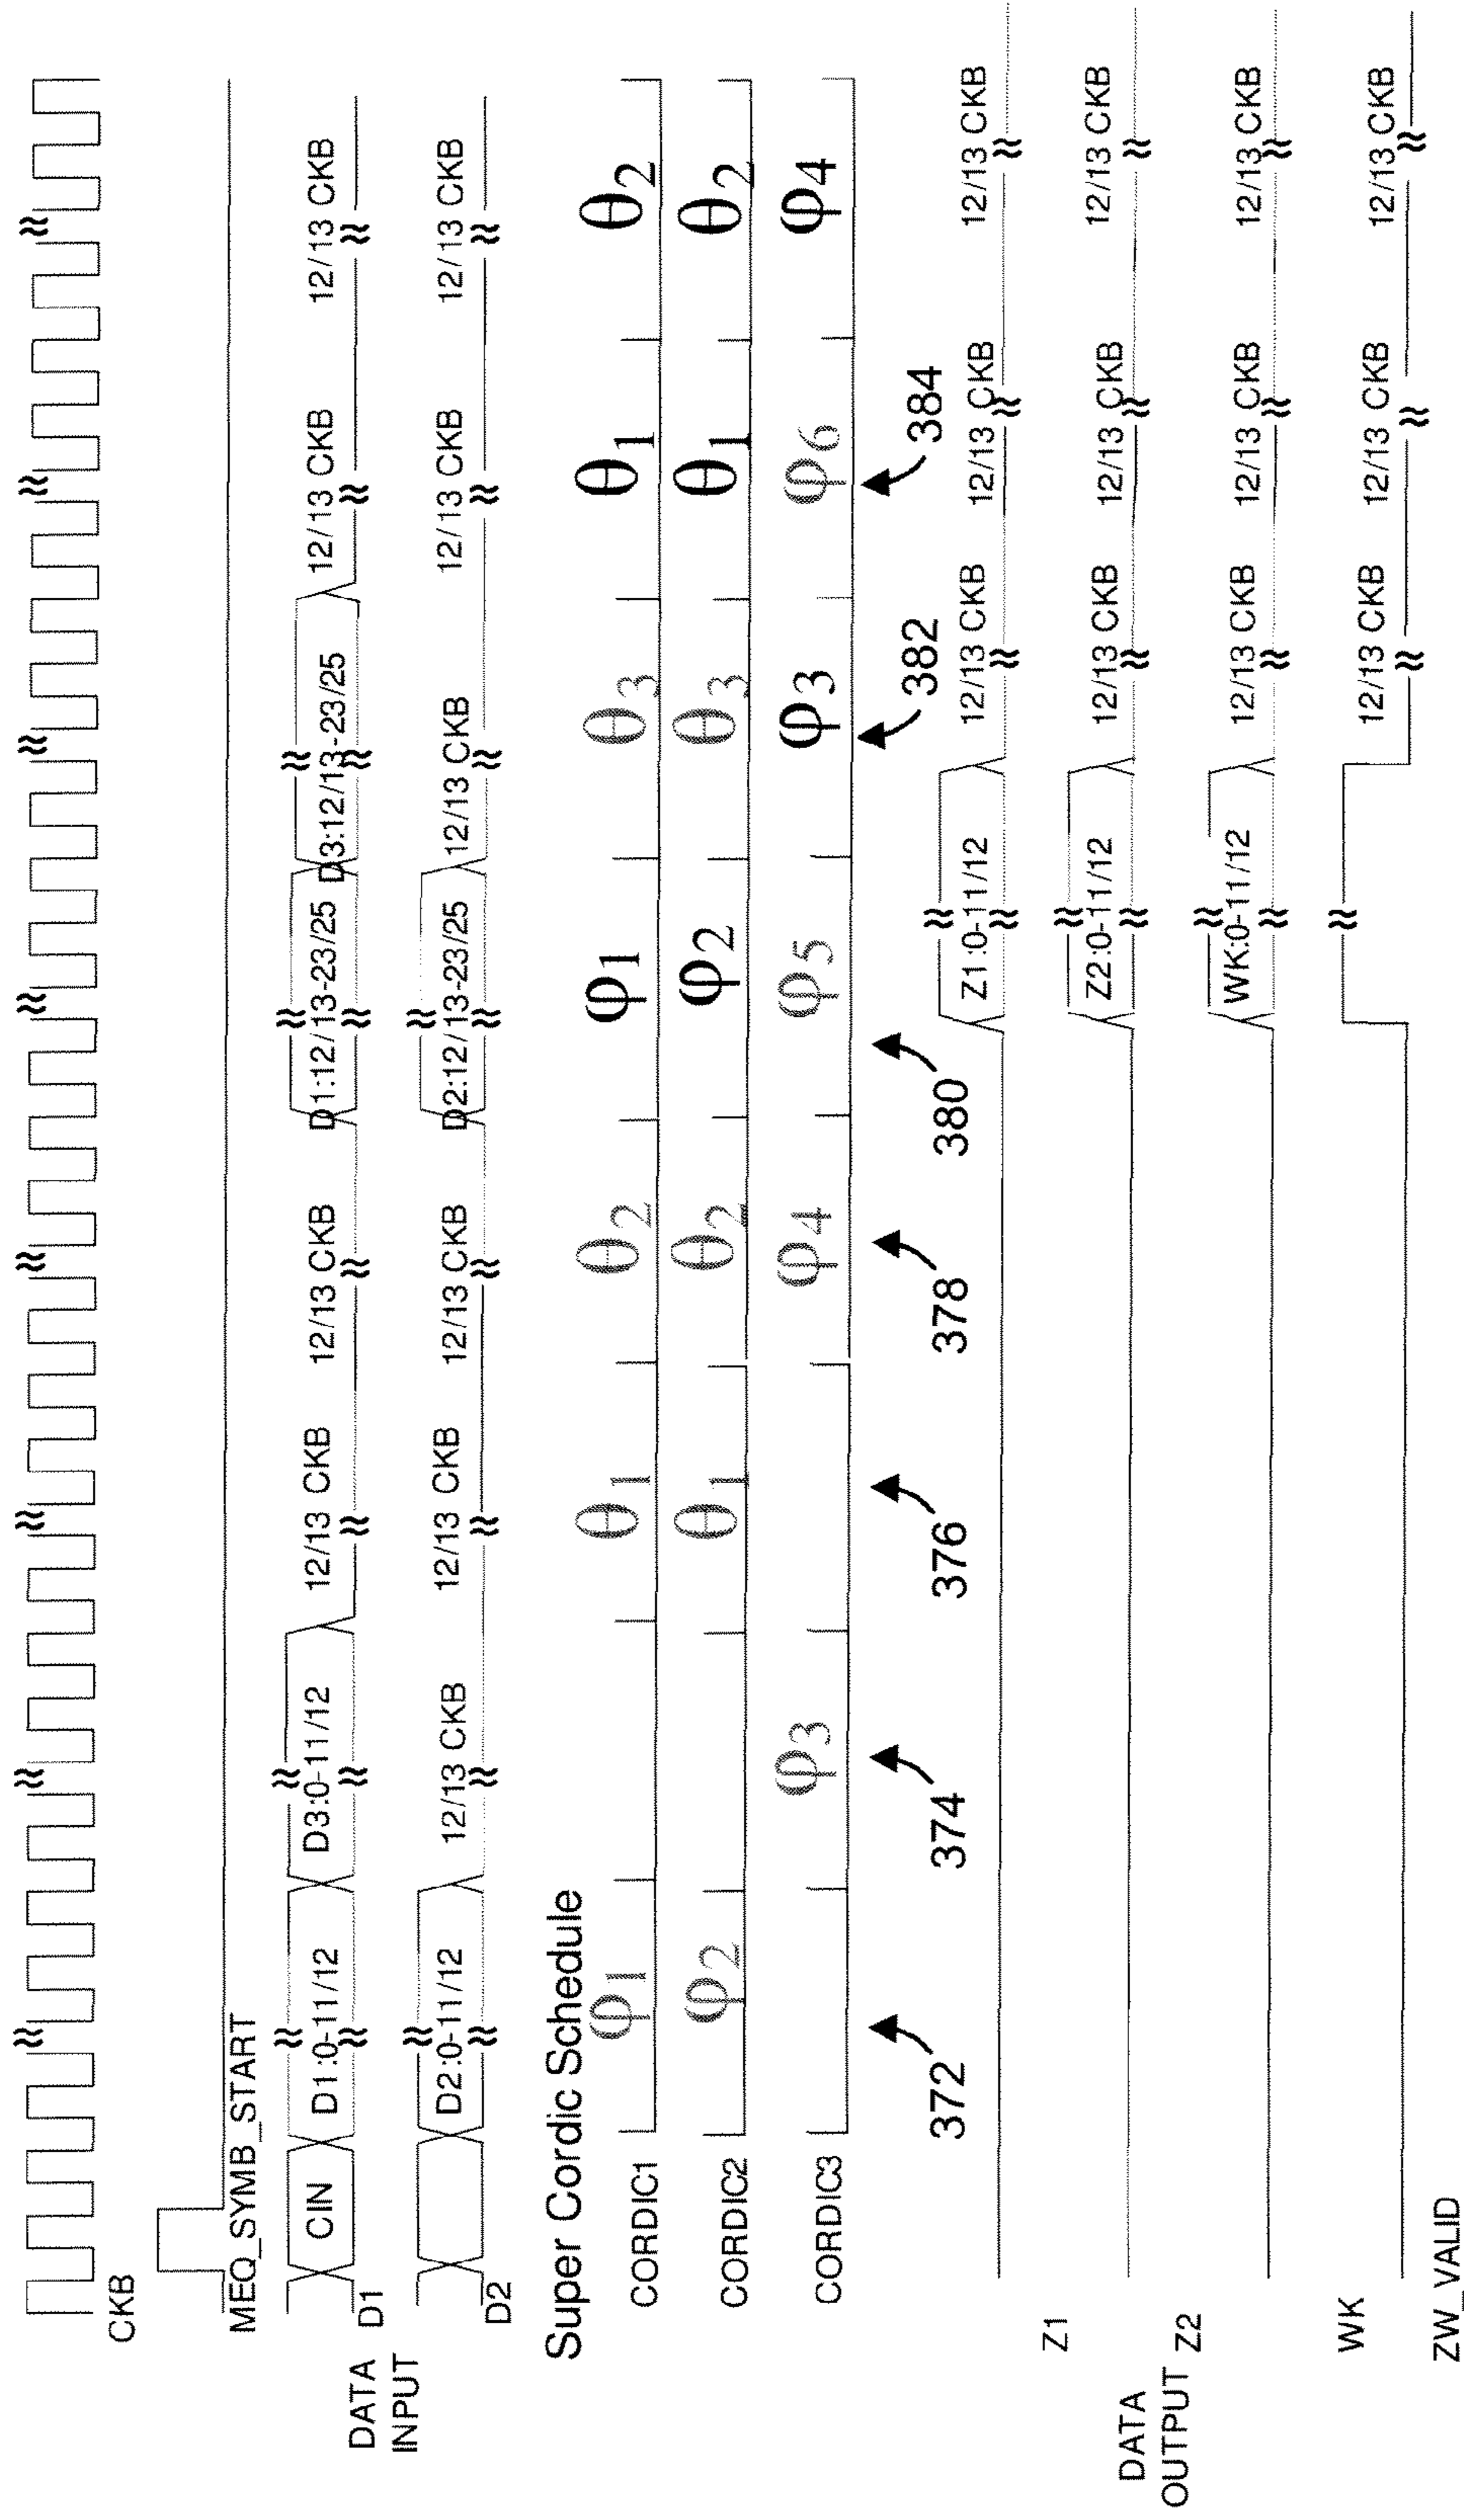 CKB
MEQ_SYMB_START
DATA INPUT
D1 CIN D1:0-11/12 D3:0-11/12 12/13 CKB 12/13 CKB D1:12/13-23/25 D3:12/13-23/25 12/13 CKB 12/13 CKB
D2 D2:0-11/12 12/13 CKB 12/13 CKB 12/13 CKB D2:12/13-23/25 12/13 CKB 12/13 CKB 12/13 CKB
Super Cordic Schedule
CORDIC1 φ1 θ1 θ2 φ1 θ3 θ1 θ2
CORDIC2 φ2 θ1 θ2 φ2 θ3 θ1 θ2
CORDIC3 φ3 φ4 φ5 φ3 φ6 φ4
372 374 376 378 380 382 384
DATA OUTPUT
Z1 Z1:0-11/12 12/13 CKB 12/13 CKB 12/13 CKB
Z2 Z2:0-11/12 12/13 CKB 12/13 CKB 12/13 CKB
WK WK:0-11/12 12/13 CKB 12/13 CKB 12/13 CKB
ZW_VALID 12/13 CKB 12/13 CKB 12/13 CKB